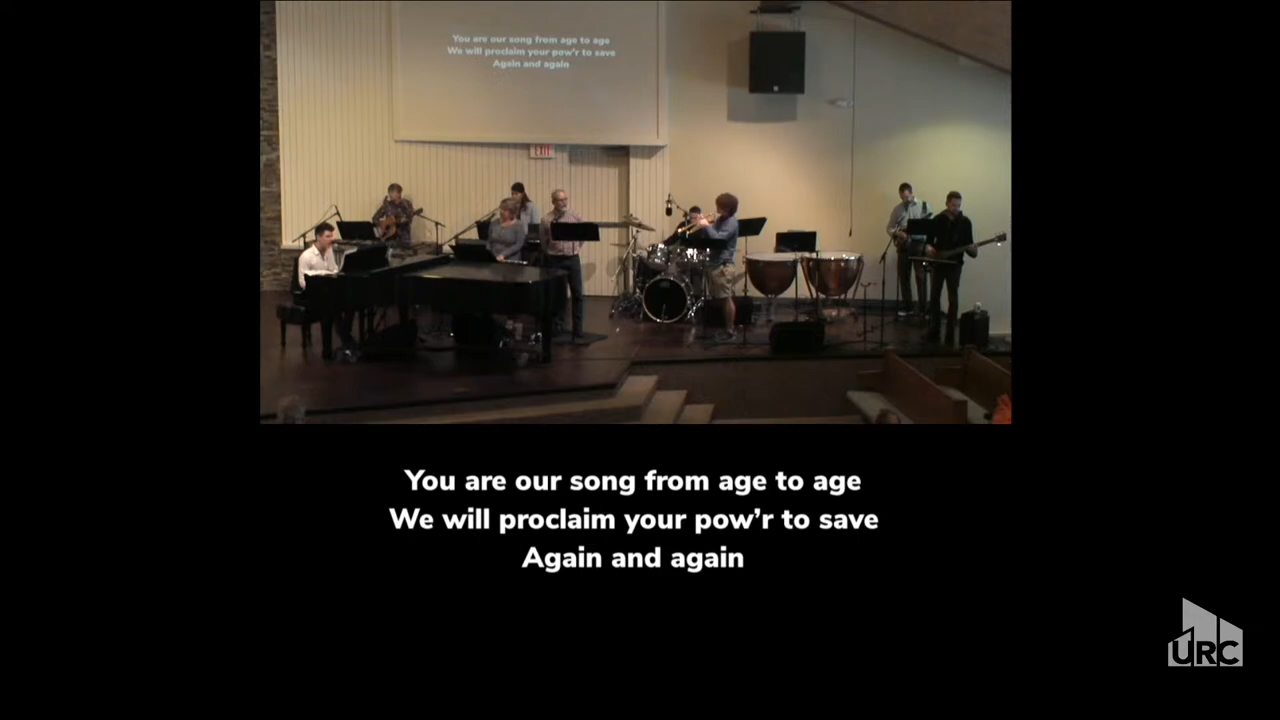 You are our song from age to age
We will proclaim your pow'r to save
Again and again
EXIT
You are our song from age to age
We will proclaim your pow’r to save
Again and again
URC